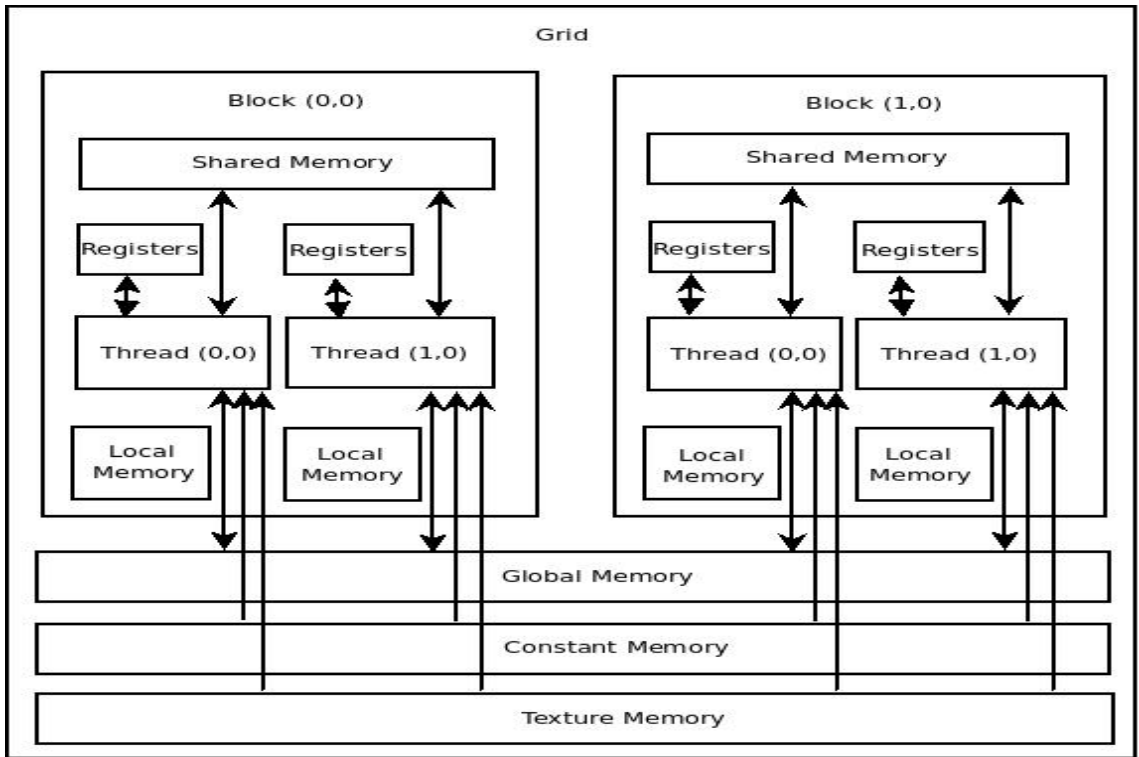 Grid
Block (0,0)
Shared Memory
Registers
Registers
Thread (0,0)
Thread (1,0)
Local
Memory
Local
Memory
Block (1,0)
Shared Memory
Registers
Registers
Thread (0,0)
Thread (1,0)
Local
Memory
Local
Memory
Global Memory
Constant Memory
Texture Memory